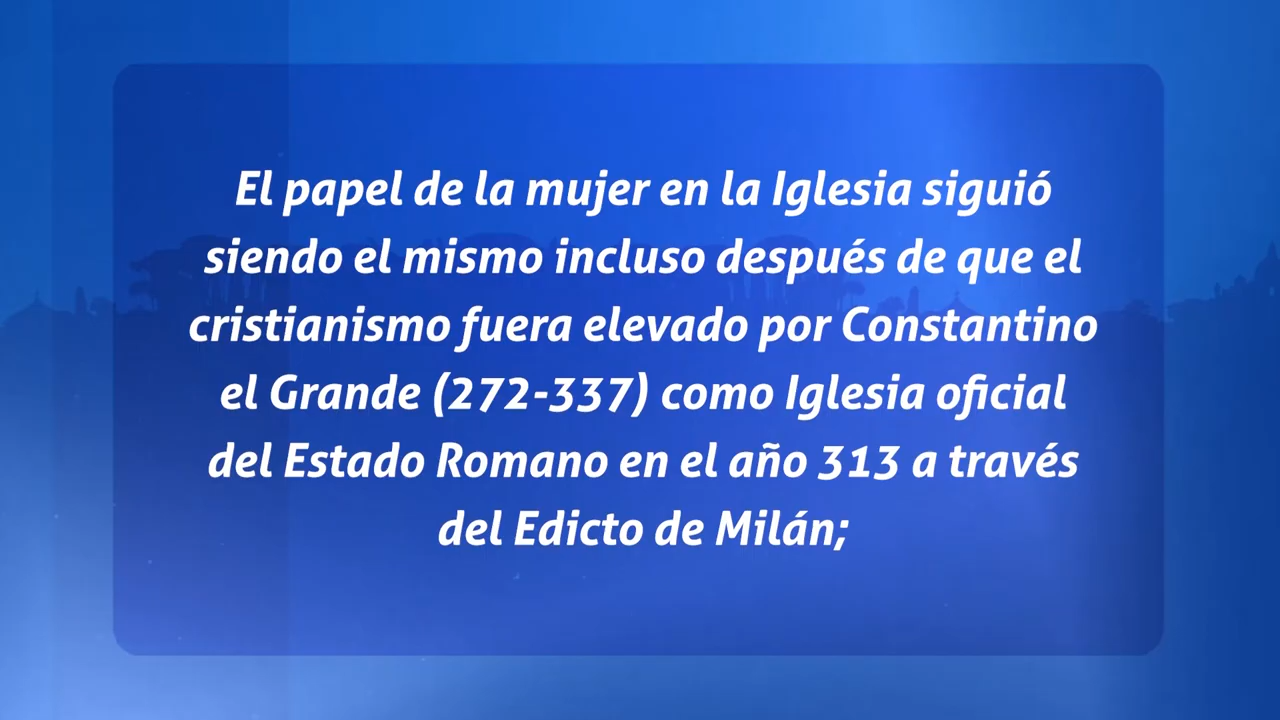 El papel de la mujer en la Iglesia siguió
siendo el mismo incluso después de que el
cristianismo fuera elevado por Constantino
el Grande (272-337) como Iglesia oficial
del Estado Romano en el año 313 a través
del Edicto de Milán;